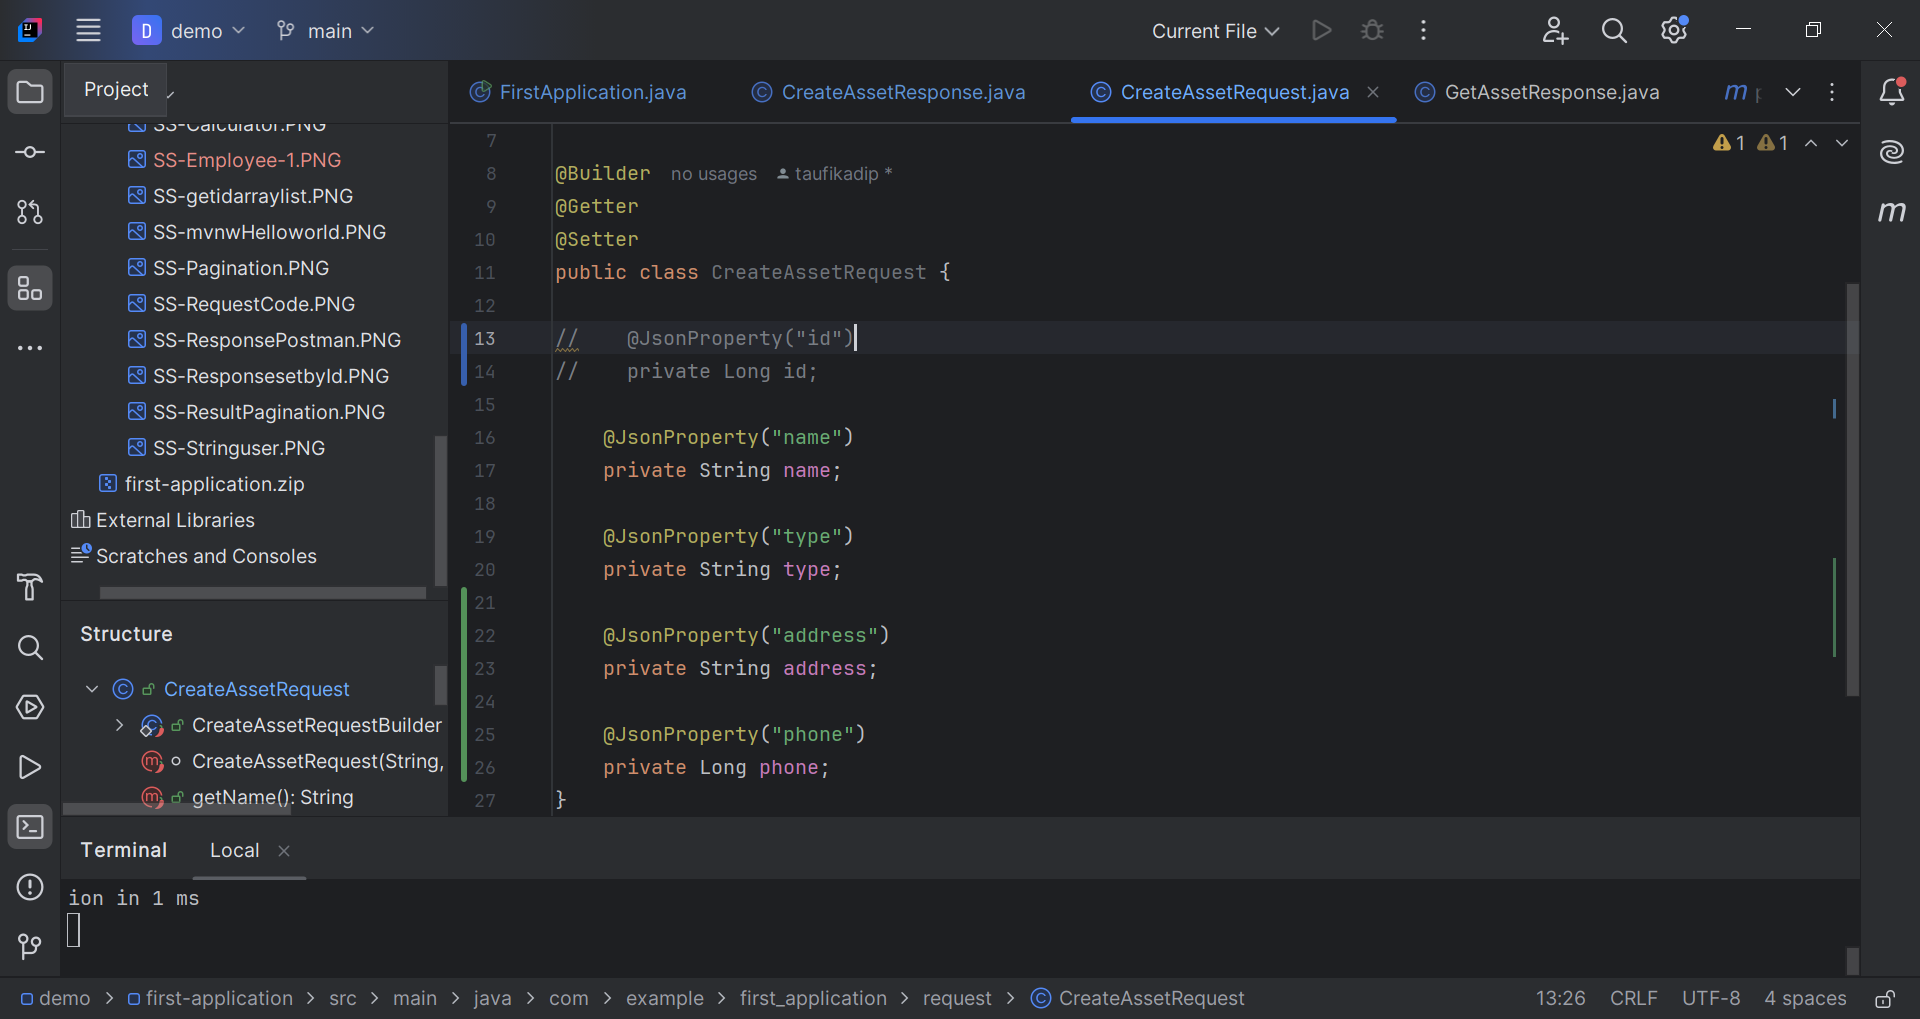 D demo main Current File
Project
SS-Calculator.PNG
SS-Employee-1.PNG
SS-getidarraylist.PNG
SS-mvnwHelloworld.PNG
SS-Pagination.PNG
SS-RequestCode.PNG
SS-ResponsePostman.PNG
SS-ResponsesetbyId.PNG
SS-ResultPagination.PNG
SS-Stringuser.PNG
first-application.zip
External Libraries
Scratches and Consoles
Structure
CreateAssetRequest
CreateAssetRequestBuilder
CreateAssetRequest(String,
getName(): String
FirstApplication.java CreateAssetResponse.java CreateAssetRequest.java GetAssetResponse.java m
1 1
7
8 @Builder no usages taufikadip *
9 @Getter
10 @Setter
11 public class CreateAssetRequest {
12
13 // @JsonProperty("id")
14 // private Long id;
15
16 @JsonProperty("name")
17 private String name;
18
19 @JsonProperty("type")
20 private String type;
21
22 @JsonProperty("address")
23 private String address;
24
25 @JsonProperty("phone")
26 private Long phone;
27 }
m
Terminal Local
ion in 1 ms
demo > first-application > src > main > java > com > example > first_application > request > CreateAssetRequest 13:26 CRLF UTF-8 4 spaces